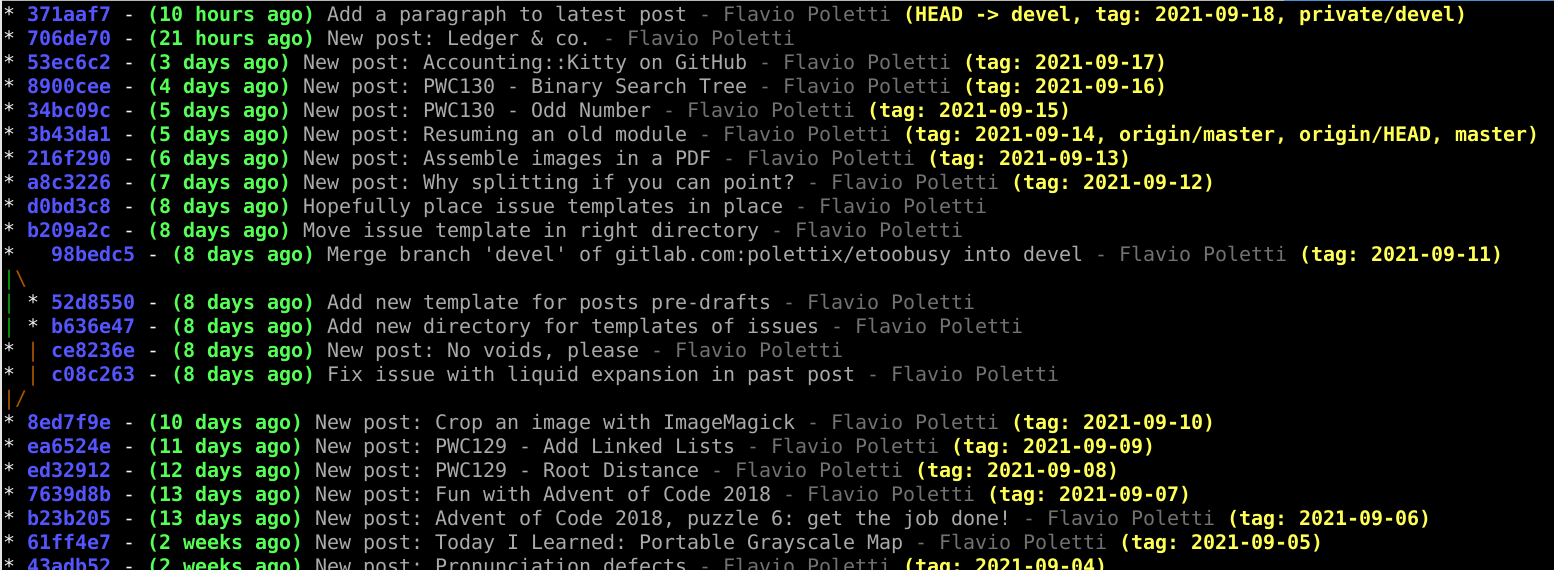 * 371aaf7 - (10 hours ago) Add a paragraph to latest post - Flavio Poletti (HEAD -> devel, tag: 2021-09-18, private/devel)
* 706de70 - (21 hours ago) New post: Ledger & co. - Flavio Poletti
* 53ec6c2 - (3 days ago) New post: Accounting::Kitty on GitHub - Flavio Poletti (tag: 2021-09-17)
* 8900cee - (4 days ago) New post: PWC130 - Binary Search Tree - Flavio Poletti (tag: 2021-09-16)
* 34bc09c - (5 days ago) New post: PWC130 - Odd Number - Flavio Poletti (tag: 2021-09-15)
* 3b43da1 - (5 days ago) New post: Resuming an old module - Flavio Poletti (tag: 2021-09-14, origin/master, origin/HEAD, master)
* 216f290 - (6 days ago) New post: Assemble images in a PDF - Flavio Poletti (tag: 2021-09-13)
* a8c3226 - (7 days ago) New post: Why splitting if you can point? - Flavio Poletti (tag: 2021-09-12)
* d0bd3c8 - (8 days ago) Hopefully place issue templates in place - Flavio Poletti
* b209a2c - (8 days ago) Move issue template in right directory - Flavio Poletti
*   98bedc5 - (8 days ago) Merge branch 'devel' of gitlab.com:polettix/etoobusy into devel - Flavio Poletti (tag: 2021-09-11)
|\
| * 52d8550 - (8 days ago) Add new template for posts pre-drafts - Flavio Poletti
| * b636e47 - (8 days ago) Add new directory for templates of issues - Flavio Poletti
* | ce8236e - (8 days ago) New post: No voids, please - Flavio Poletti
* | c08c263 - (8 days ago) Fix issue with liquid expansion in past post - Flavio Poletti
|/
* 8ed7f9e - (10 days ago) New post: Crop an image with ImageMagick - Flavio Poletti (tag: 2021-09-10)
* ea6524e - (11 days ago) New post: PWC129 - Add Linked Lists - Flavio Poletti (tag: 2021-09-09)
* ed32912 - (12 days ago) New post: PWC129 - Root Distance - Flavio Poletti (tag: 2021-09-08)
* 7639d8b - (13 days ago) New post: Fun with Advent of Code 2018 - Flavio Poletti (tag: 2021-09-07)
* b23b205 - (13 days ago) New post: Advent of Code 2018, puzzle 6: get the job done! - Flavio Poletti (tag: 2021-09-06)
* 61ff4e7 - (2 weeks ago) New post: Today I Learned: Portable Grayscale Map - Flavio Poletti (tag: 2021-09-05)
* 43adb52 - (2 weeks ago) New post: Pronunciation defects - Flavio Poletti (tag: 2021-09-04)